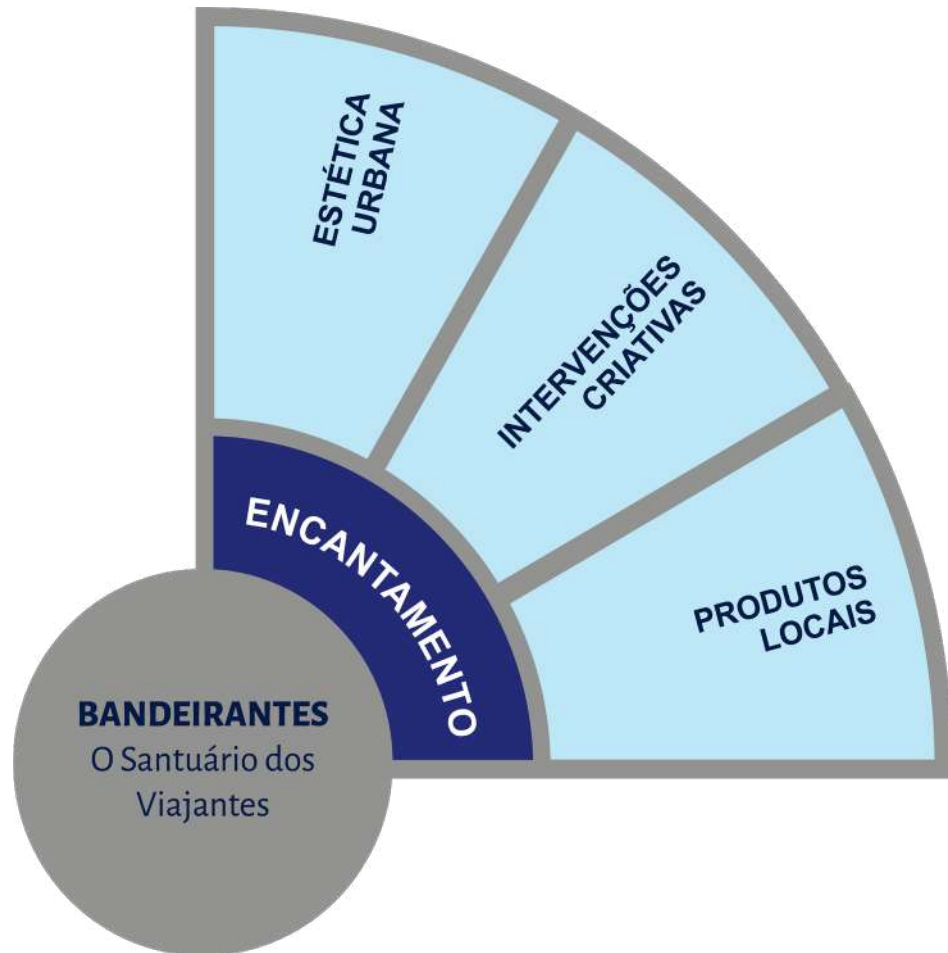 ESTÉTICA
URBANA
INTERVENÇÕES
CRIATIVAS
PRODUTOS
LOCAIS
ENCANTAMENTO
BANDEIRANTES
O Santuário dos
Viajantes